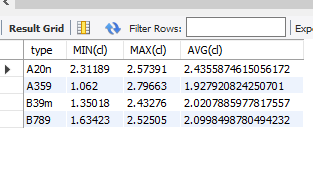 Result Grid Filter Rows: Expo
type MIN(cl) MAX(cl) AVG(cl)
A20n 2.31189 2.57391 2.4355874615056172
A359 1.062 2.79663 1.927920824250701
B39m 1.35018 2.43276 2.0207885977817557
B789 1.63423 2.52505 2.0998498780494232